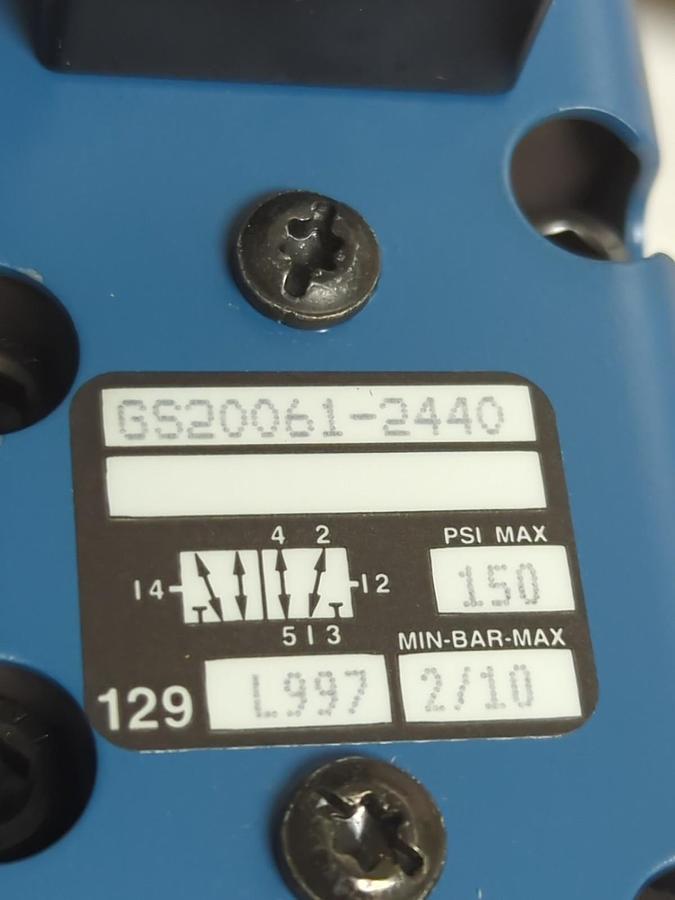 GS20061-2440
4 2
PSI MAX
14 12
150
5 1 3
MIN-BAR-MAX
129 L997 2/10